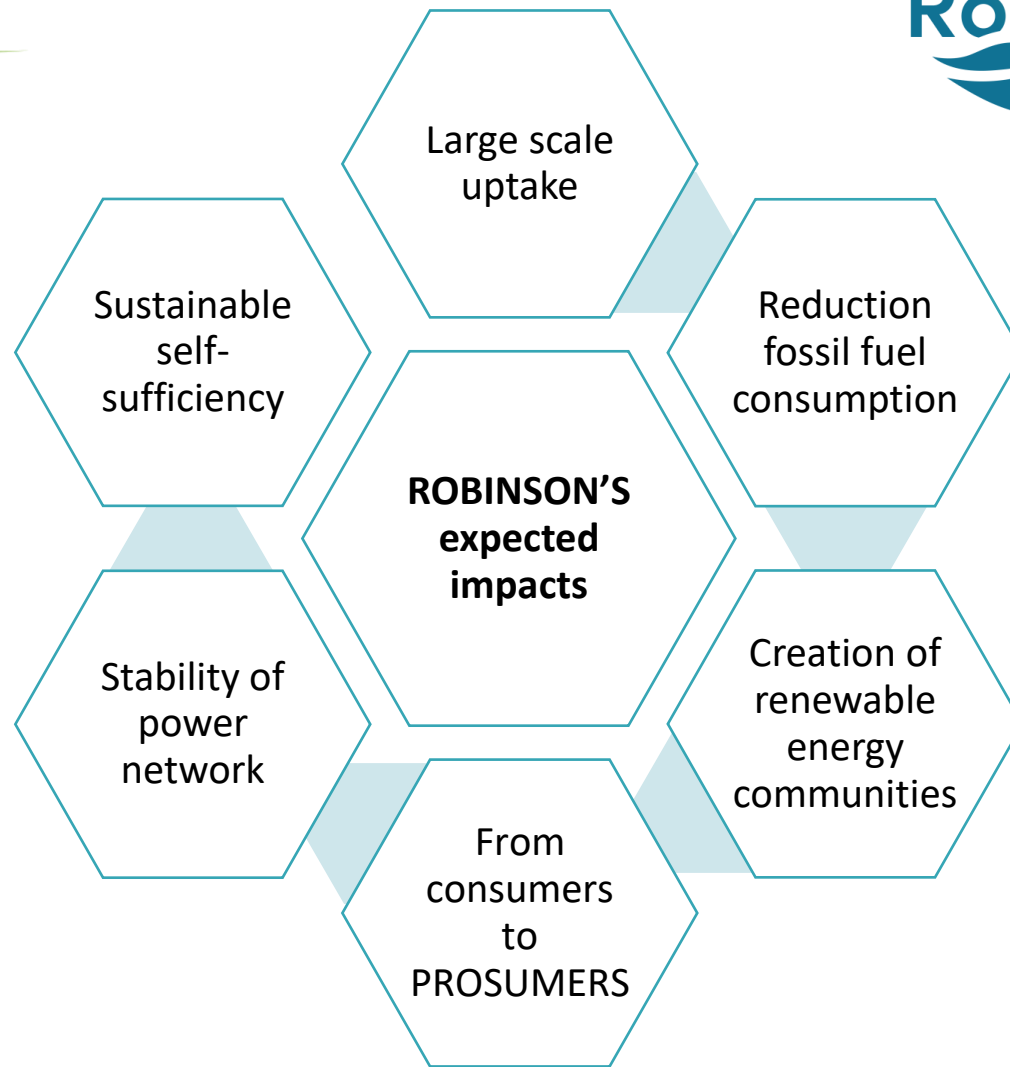 Ro
Large scale
uptake
Sustainable
self-
sufficiency
Reduction
fossil fuel
consumption
ROBINSON’S
expected
impacts
Stability of
power
network
Creation of
renewable
energy
communities
From
consumers
to
PROSUMERS